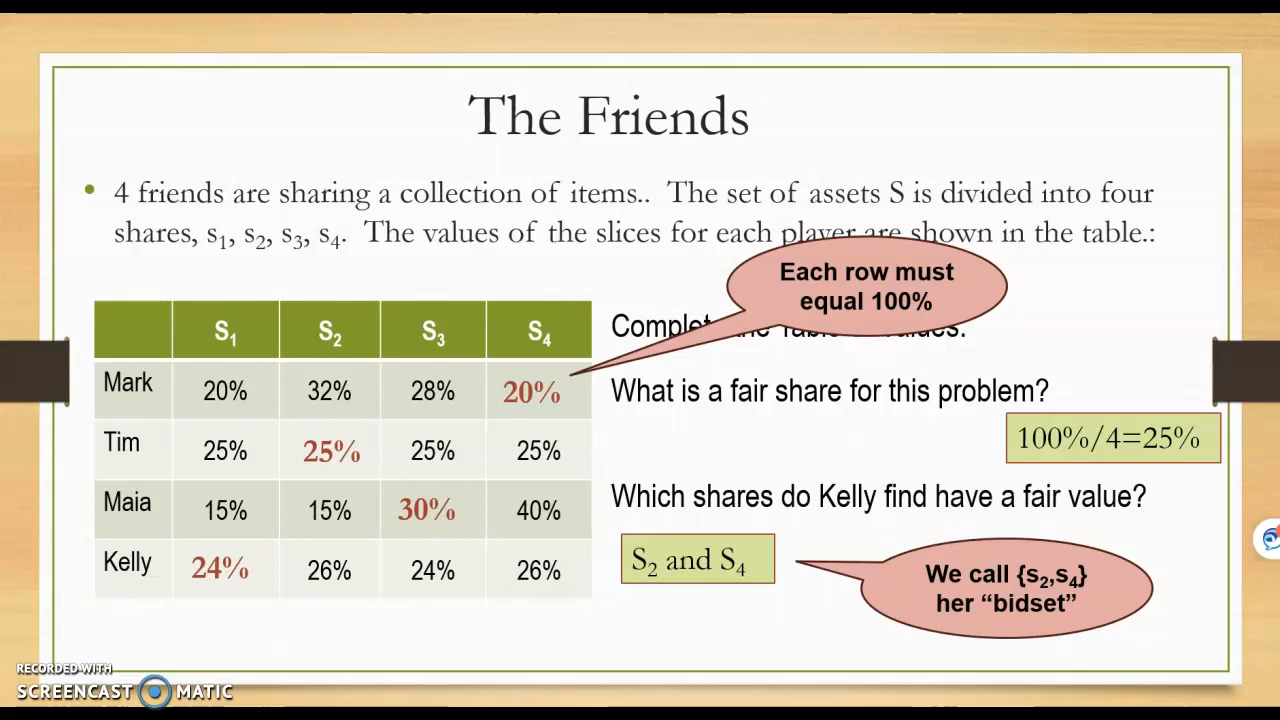 The Friends
• 4 friends are sharing a collection of items.. The set of assets S is divided into four
shares, s1, s2, s3, s4. The values of the slices for each player are shown in the table.:
Each row must
equal 100%
S1 S2 S3 S4
Mark 20% 32% 28% 20%
Tim 25% 25% 25% 25%
Maia 15% 15% 30% 40%
Kelly 24% 26% 24% 26%
What is a fair share for this problem?
100%/4=25%
Which shares do Kelly find have a fair value?
S2 and S4
We call {s2,s4}
her “bidset”
RECORDED WITH
SCREENCAST MATIC